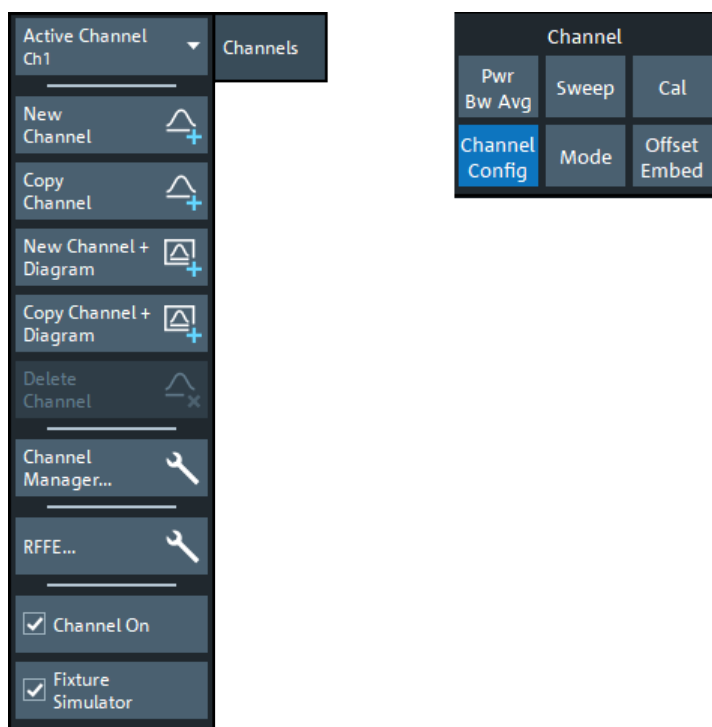 Active Channel
Ch1
Channels
New
Channel
Copy
Channel
New Channel +
Diagram
Copy Channel +
Diagram
Delete
Channel
Channel
Manager...
RFFE...
Channel On
Fixture
Simulator
Channel
Pwr
Bw Avg
Sweep
Cal
Channel
Config
Mode
Offset
Embed